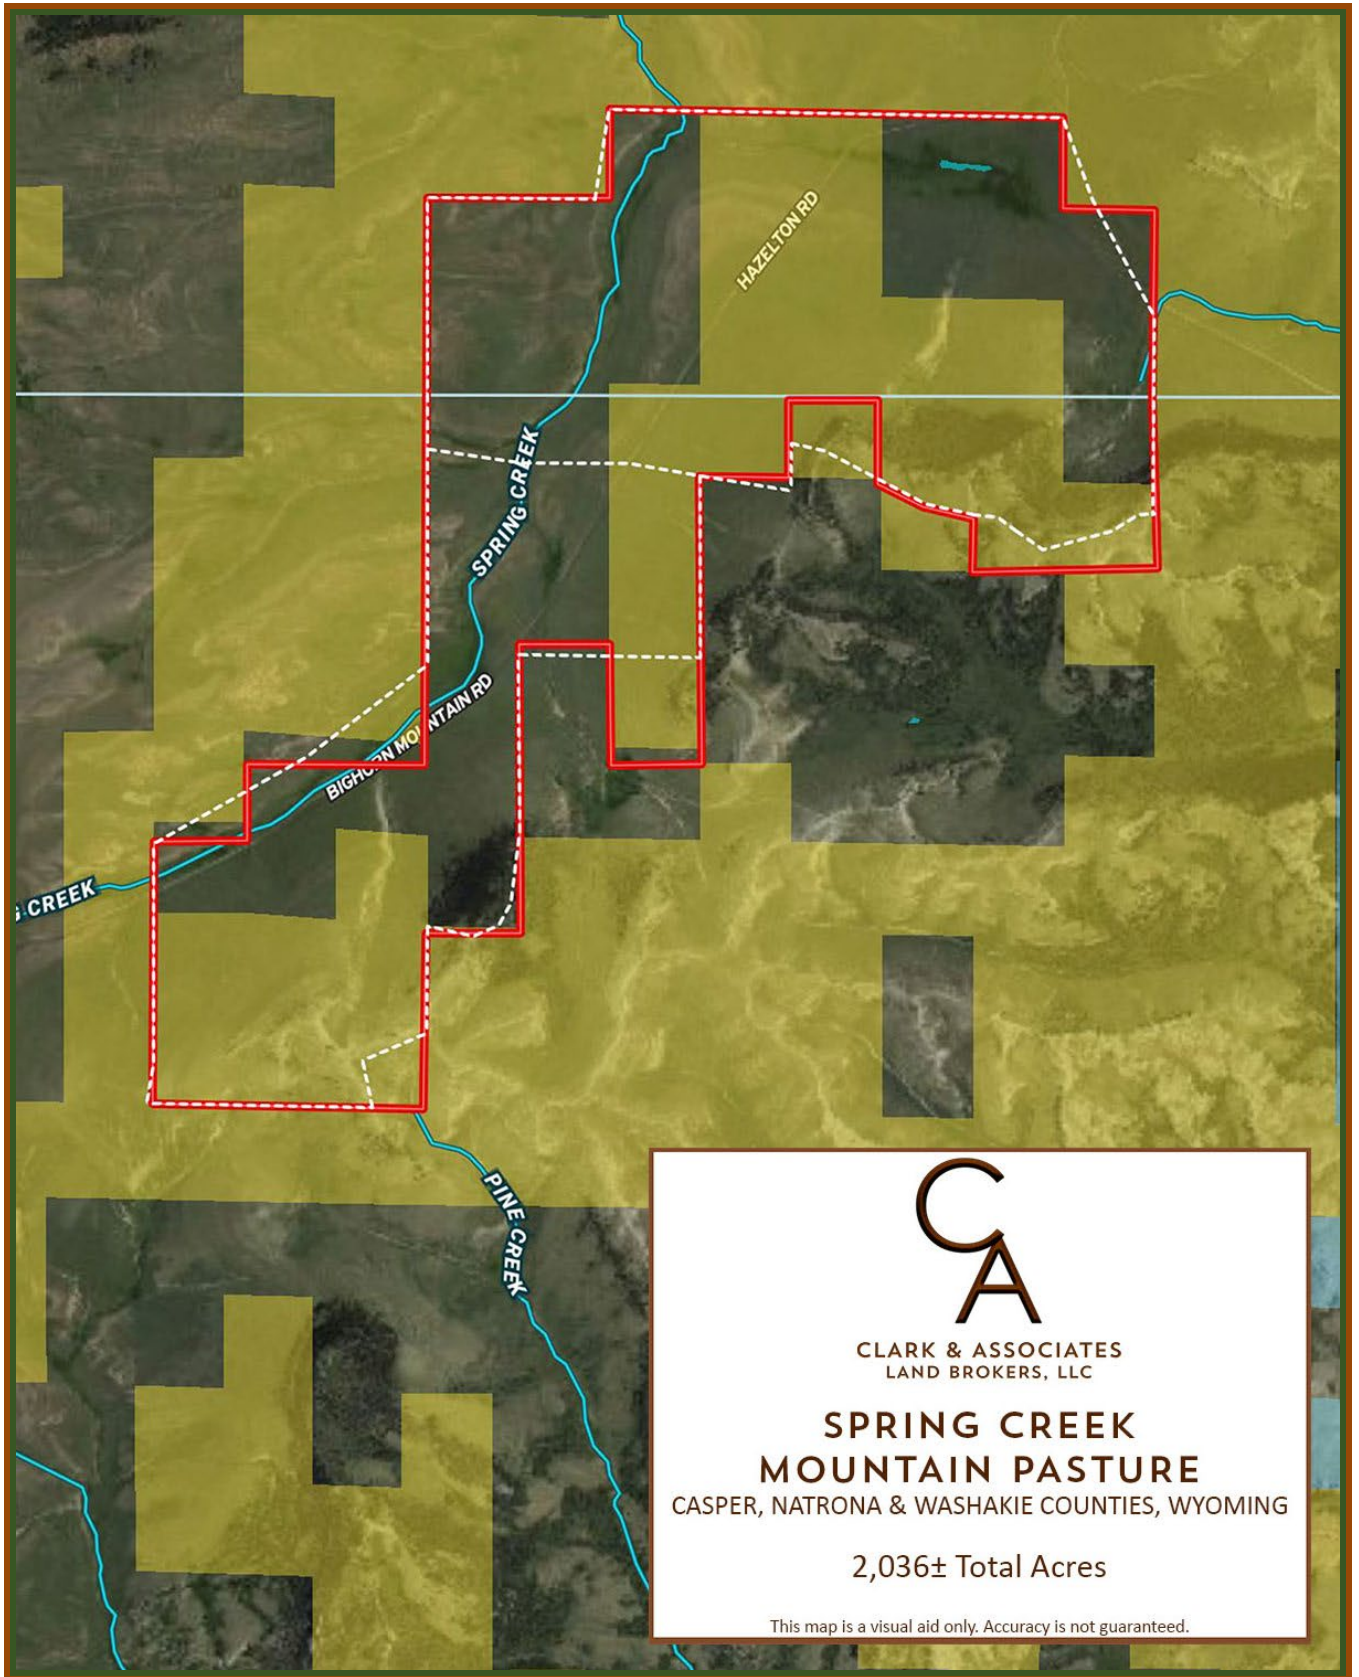 HAZELTON RD
SPRING CREEK
BIGHORN MOUNTAIN RD
G CREEK
PINE CREEK
CA
CLARK & ASSOCIATES
LAND BROKERS, LLC
SPRING CREEK
MOUNTAIN PASTURE
CASPER, NATRONA & WASHAKIE COUNTIES, WYOMING
2,036± Total Acres
This map is a visual aid only. Accuracy is not guaranteed.